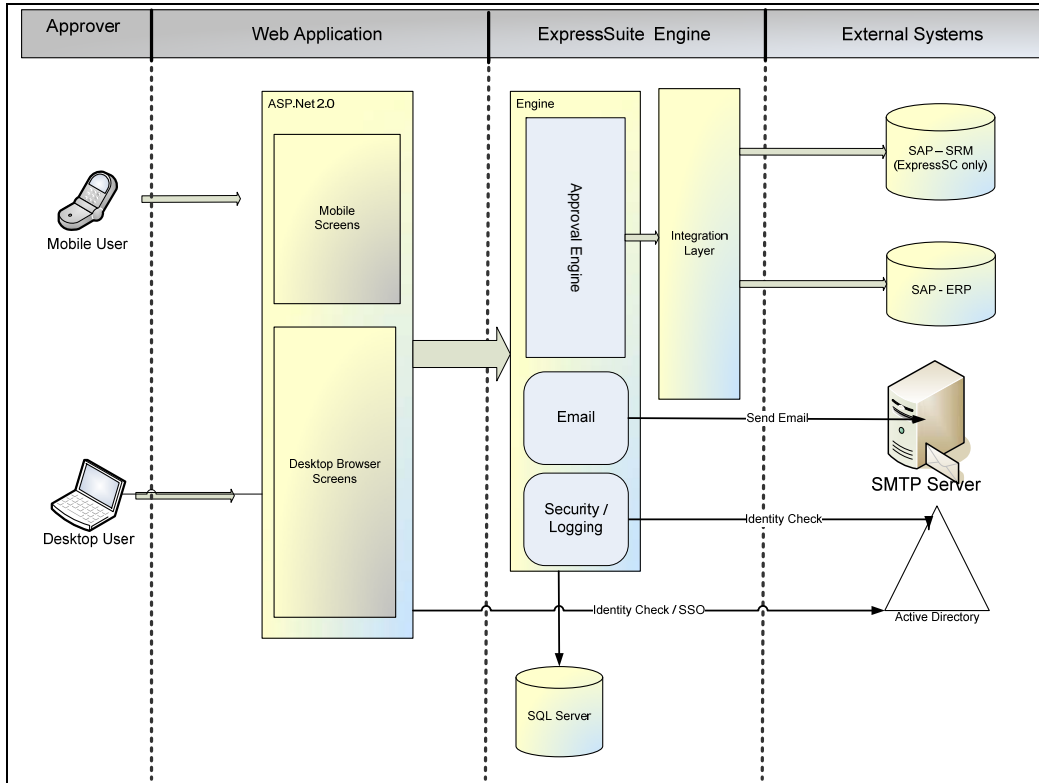 Approver
Web Application
ExpressSuite Engine
External Systems
ASP.Net 2.0
Mobile
Screens
Desktop Browser
Screens
Mobile User
Desktop User
Engine
Approval Engine
Integration
Layer
Email
Security /
Logging
SAP – SRM
(ExpressSC only)
SAP - ERP
Send Email
SMTP Server
Identity Check
Identity Check / SSO
Active Directory
SQL Server